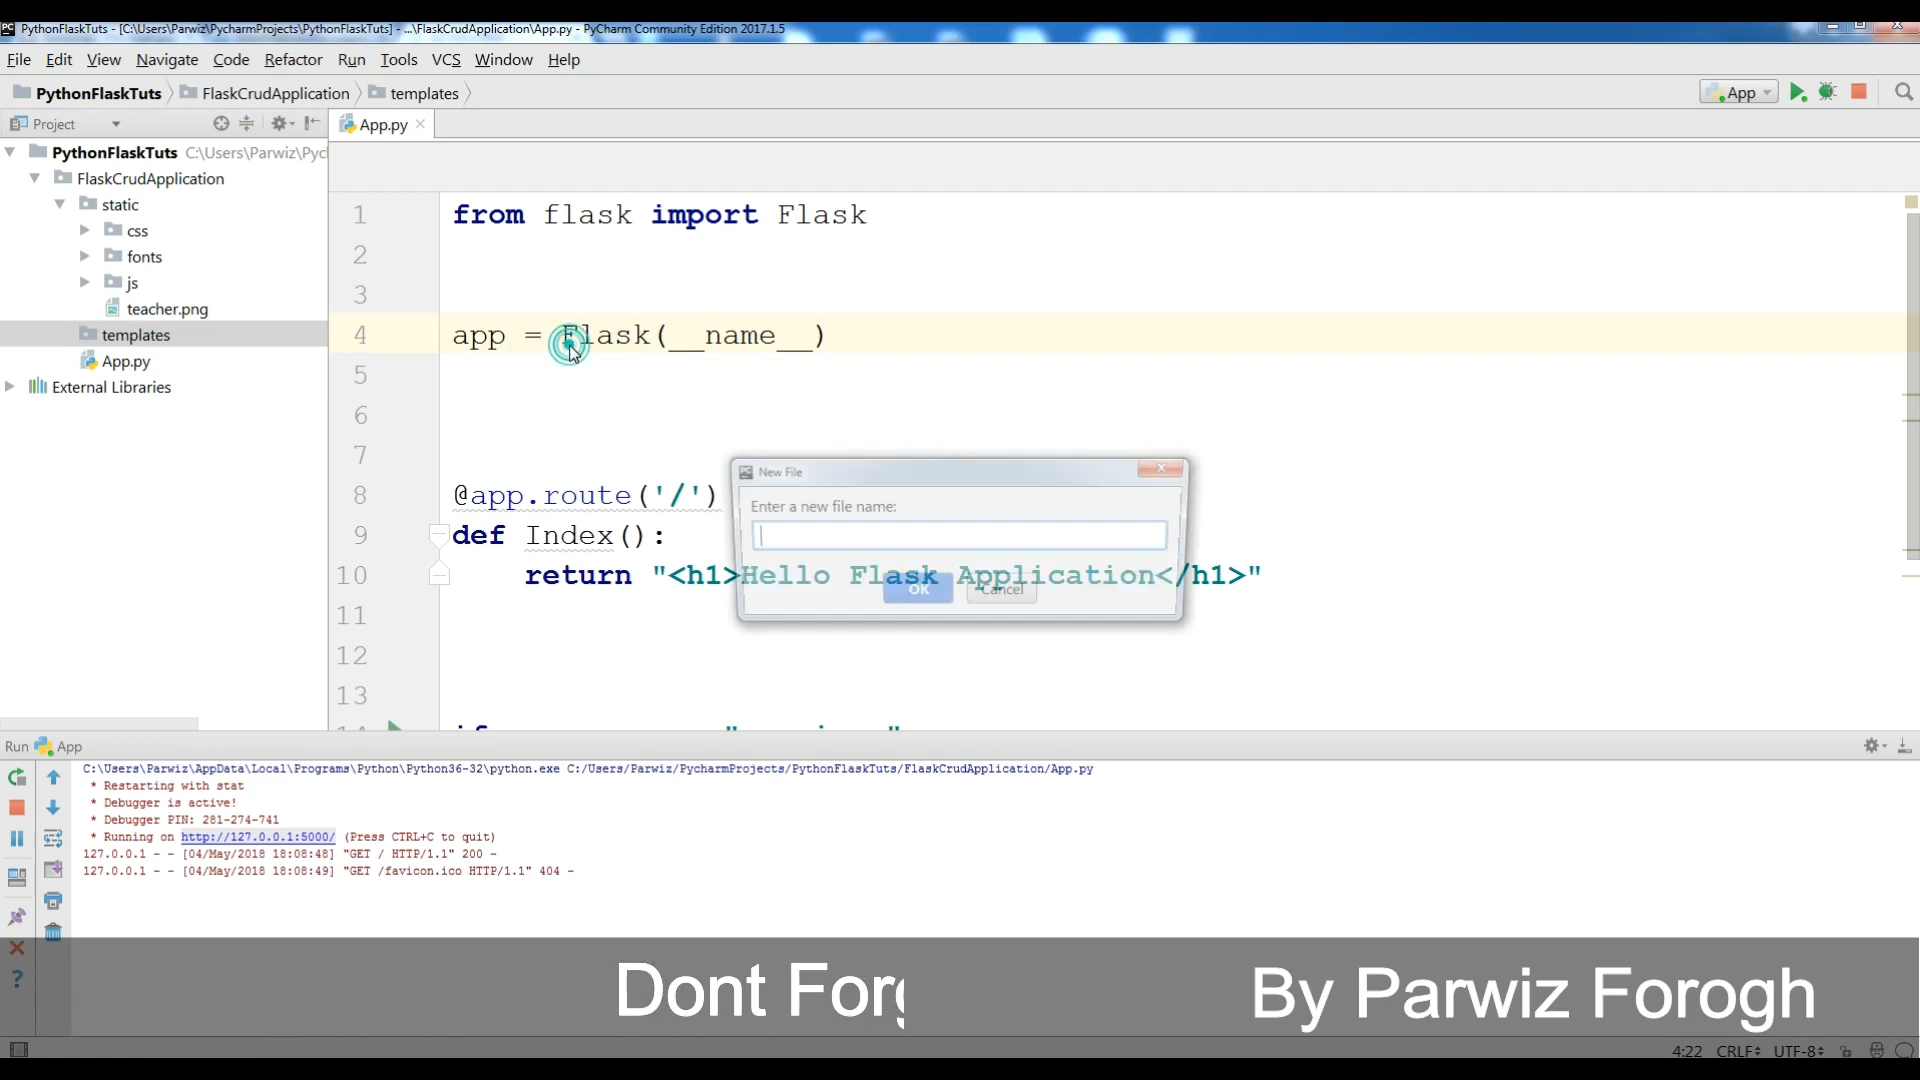 PythonFlaskTuts - [C:\Users\Parwiz\PycharmProjects\PythonFlaskTuts] - ...\FlaskCrudApplication\App.py - PyCharm Community Edition 2017.1.5
File Edit View Navigate Code Refactor Run Tools VCS Window Help
PythonFlaskTuts FlaskCrudApplication templates App
Project App.py
PythonFlaskTuts C:\Users\Parwiz\Pycl
FlaskCrudApplication
static
css
fonts
js
teacher.png
templates
App.py
External Libraries
1 from flask import Flask
2
3
4 app = Flask(__name__)
5
6
7
8 @app.route('/')
9 def Index():
10 return "<h1>Hello Flask Application</h1>"
11
12
13
New File
Enter a new file name:
OK Cancel
Run App
C:\Users\Parwiz\AppData\Local\Programs\Python\Python36-32\python.exe C:/Users/Parwiz/PycharmProjects/PythonFlaskTuts/FlaskCrudApplication/App.py
* Restarting with stat
* Debugger is active!
* Debugger PIN: 281-274-741
* Running on http://127.0.0.1:5000/ (Press CTRL+C to quit)
127.0.0.1 - - [04/May/2018 18:08:48] "GET / HTTP/1.1" 200 -
127.0.0.1 - - [04/May/2018 18:08:49] "GET /favicon.ico HTTP/1.1" 404 -
Dont For
By Parwiz Forogh
4:22 CRLF UTF-8